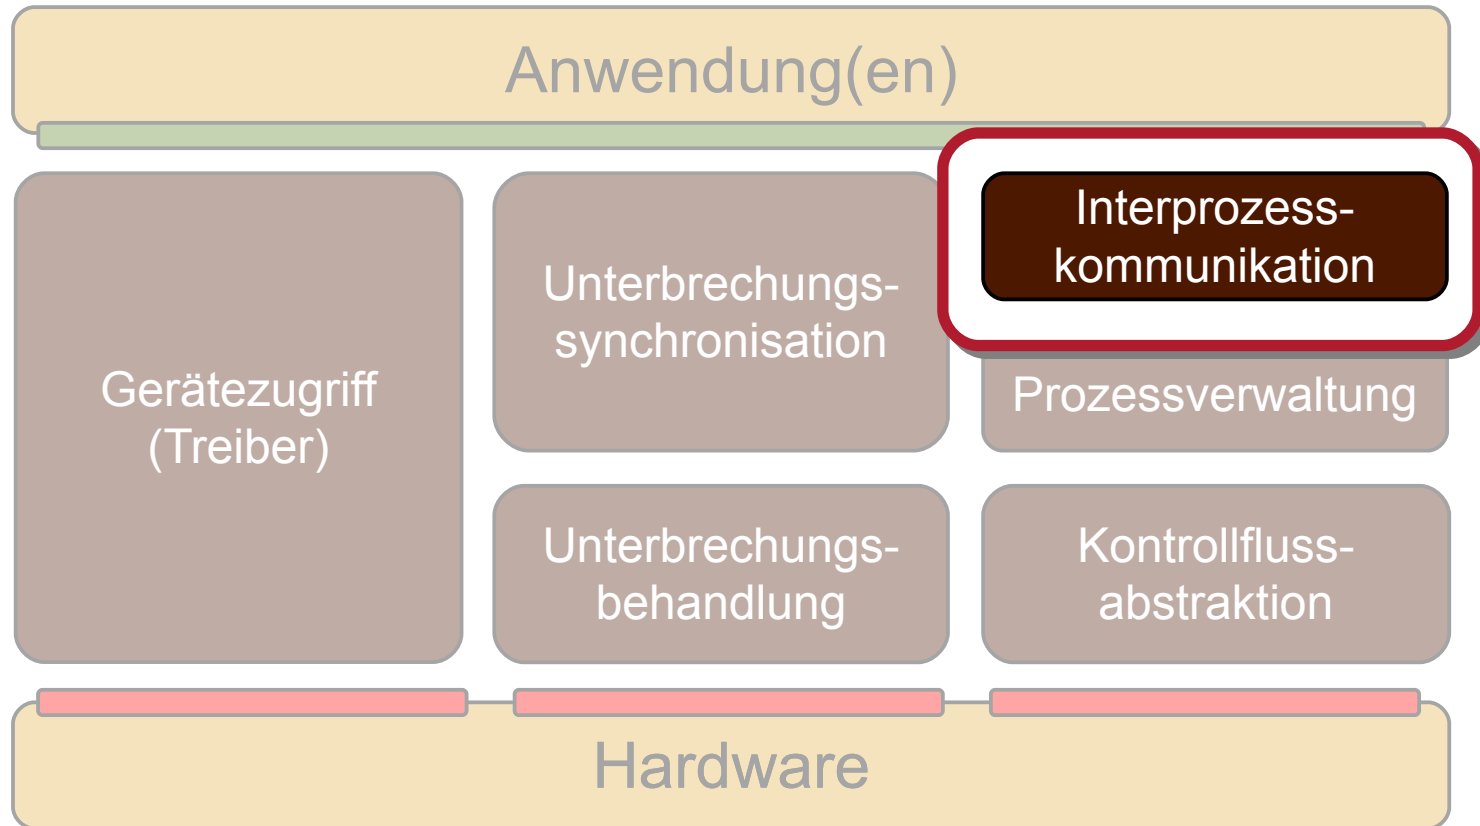 Anwendung(en)
Interprozess-
kommunikation
Unterbrechungs-
synchronisation
Gerätezugriff
(Treiber)
Prozessverwaltung
Unterbrechungs-
behandlung
Kontrollfluss-
abstraktion
Hardware